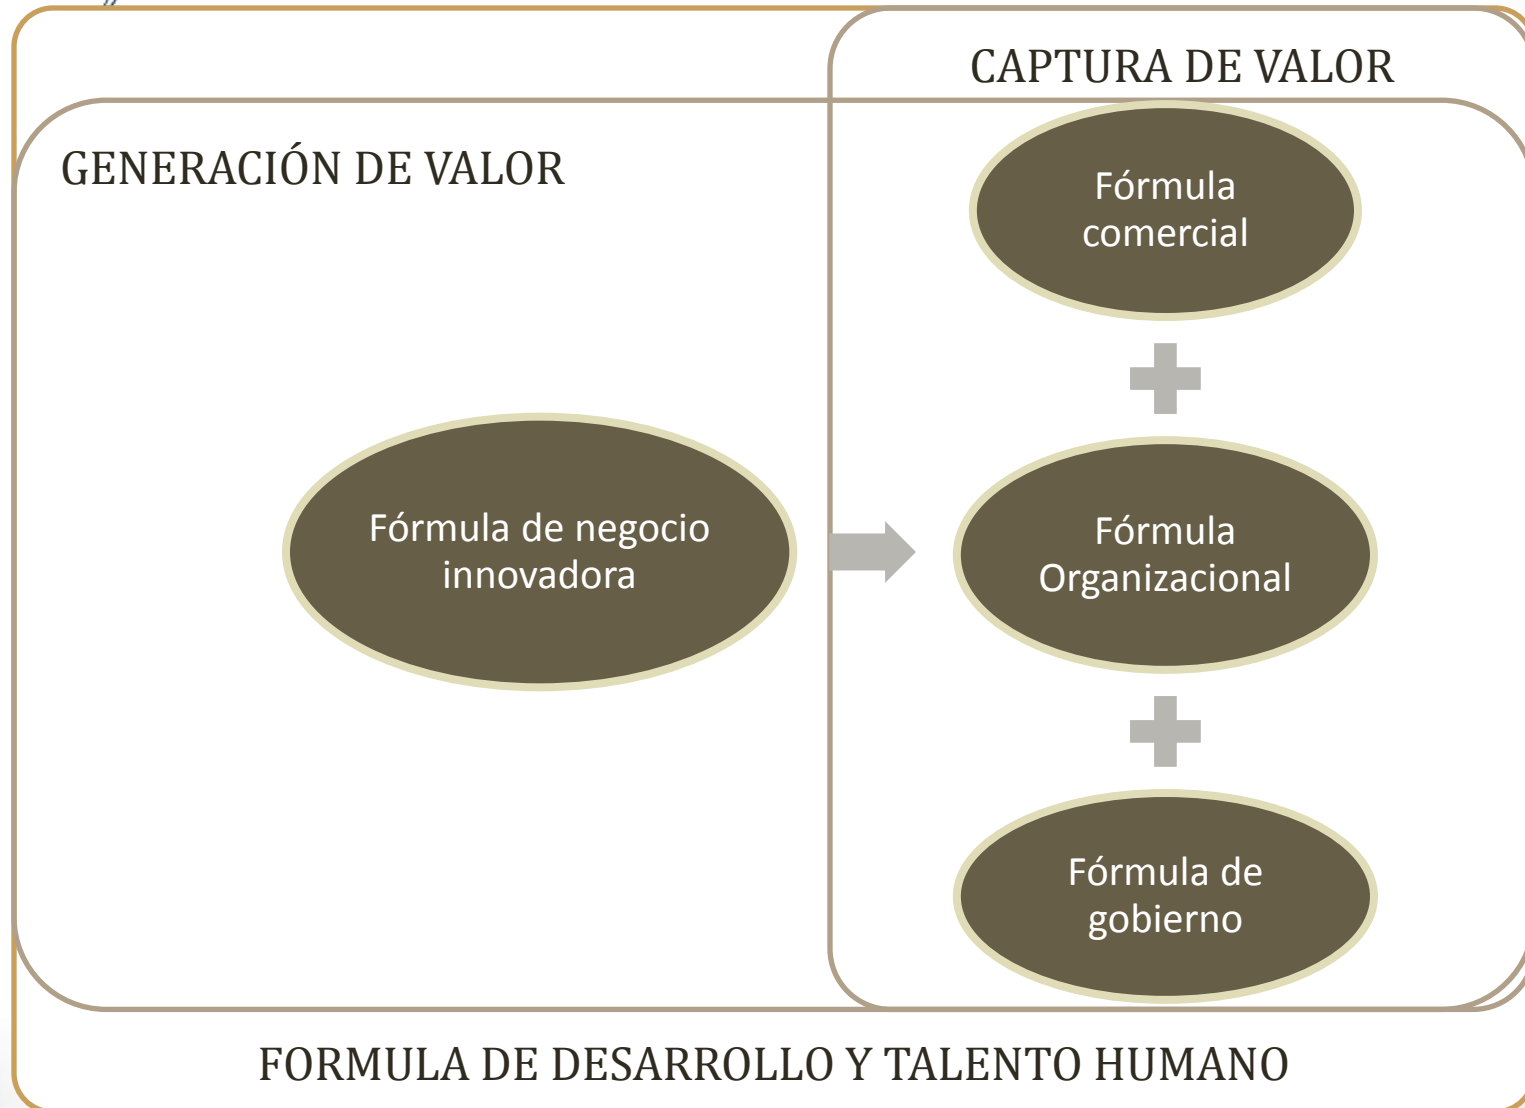 CAPTURA DE VALOR
GENERACIÓN DE VALOR
Fórmula
comercial
Fórmula de negocio
innovadora
Fórmula
Organizacional
Fórmula de
gobierno
FORMULA DE DESARROLLO Y TALENTO HUMANO